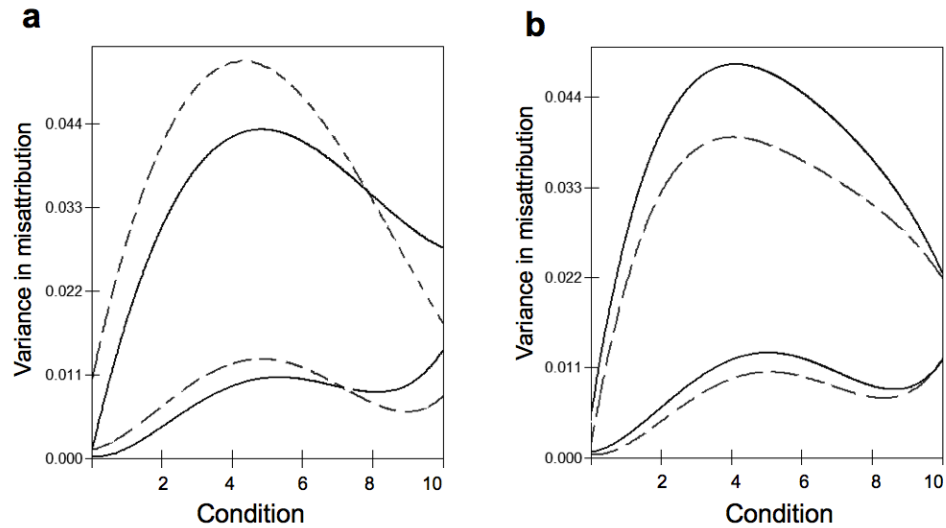 a
Variance in misattribution
0.044
0.033
0.022
0.011
0.000
2 4 6 8 10
Condition
b
Variance in misattribution
0.044
0.033
0.022
0.011
0.000
2 4 6 8 10
Condition